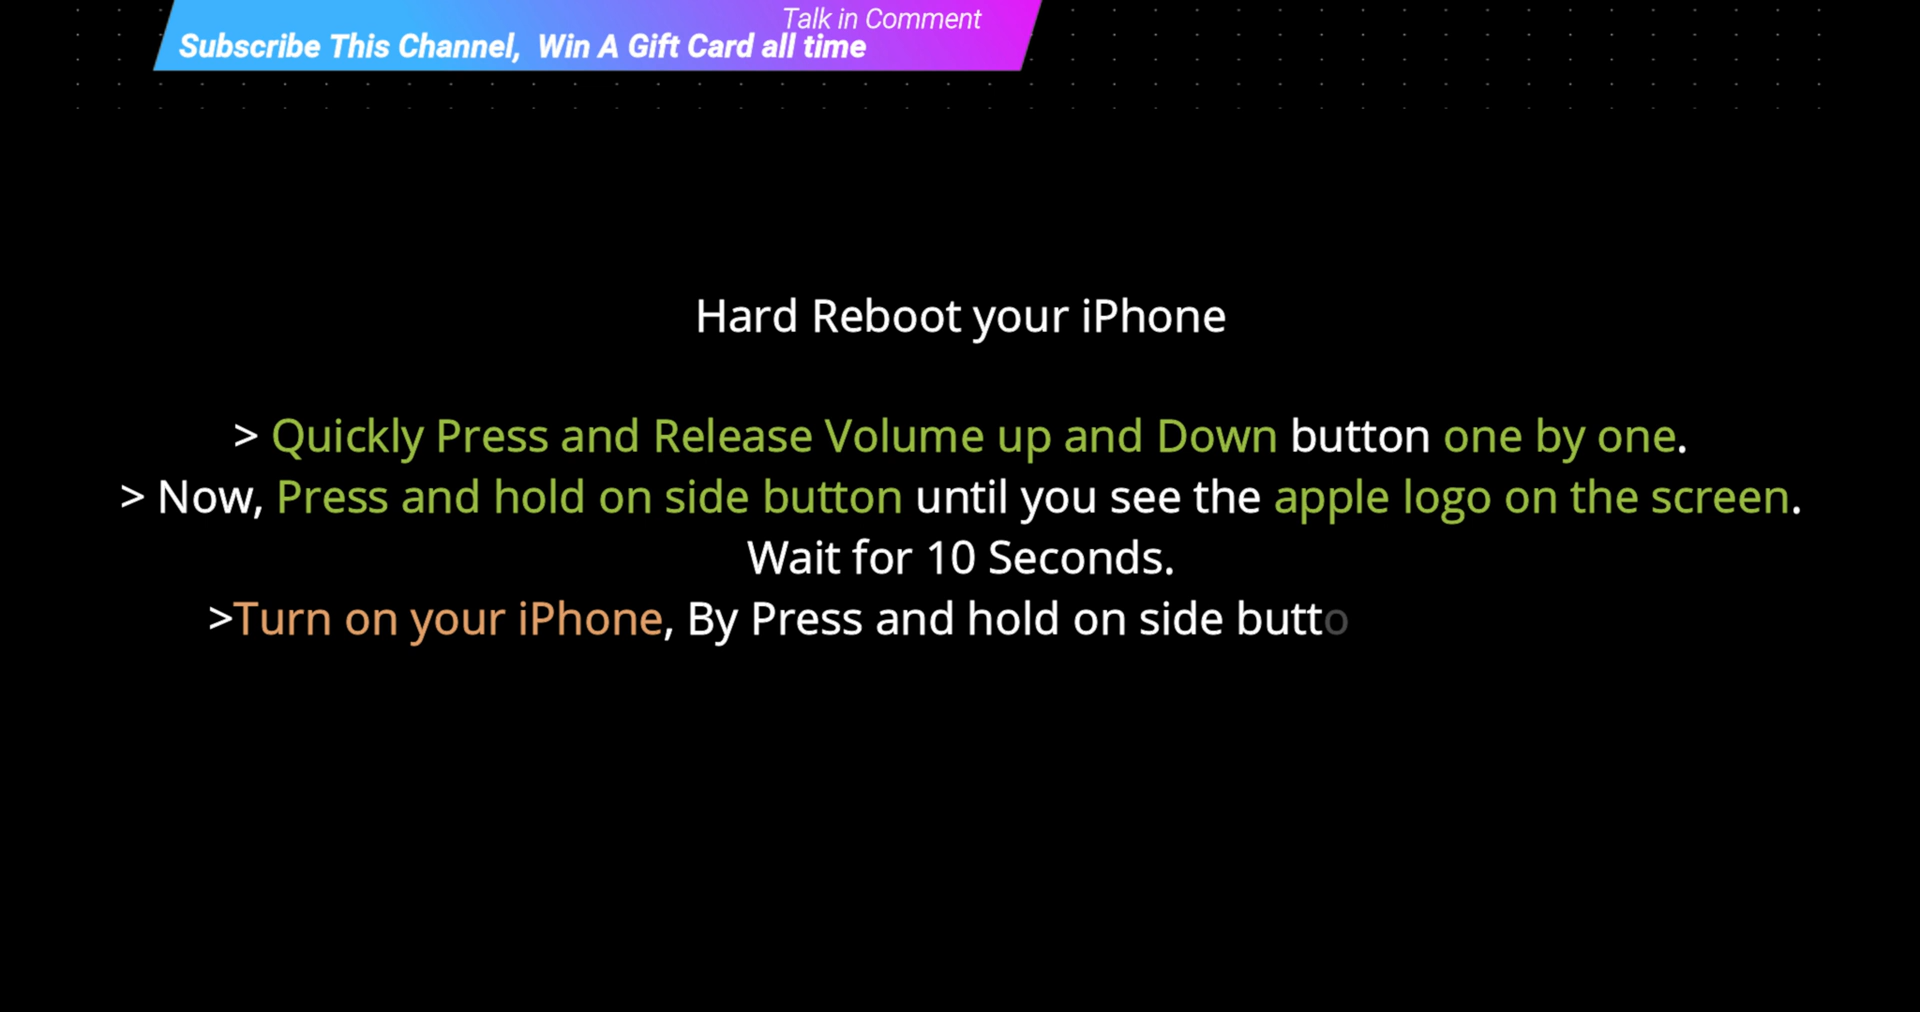 Talk in Comment
Subscribe This Channel, Win A Gift Card all time
Hard Reboot your iPhone
> Quickly Press and Release Volume up and Down button one by one.
> Now, Press and hold on side button until you see the apple logo on the screen.
Wait for 10 Seconds.
>Turn on your iPhone, By Press and hold on side butto